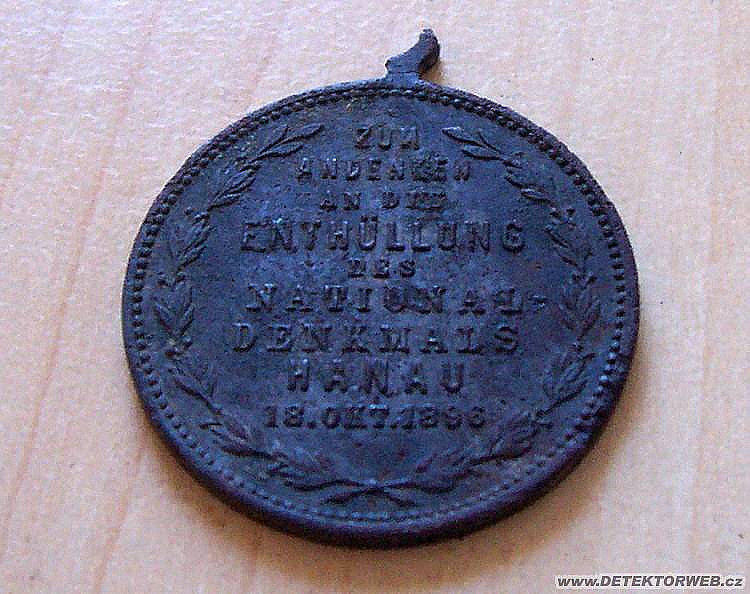 ZUM
ANDENKEN
AN DIE
ENTHÜLLUNG
DES
NATIONAL-
DENKMALS
HANAU
18.OKT.1896
www.DETEKTORWEB.cz